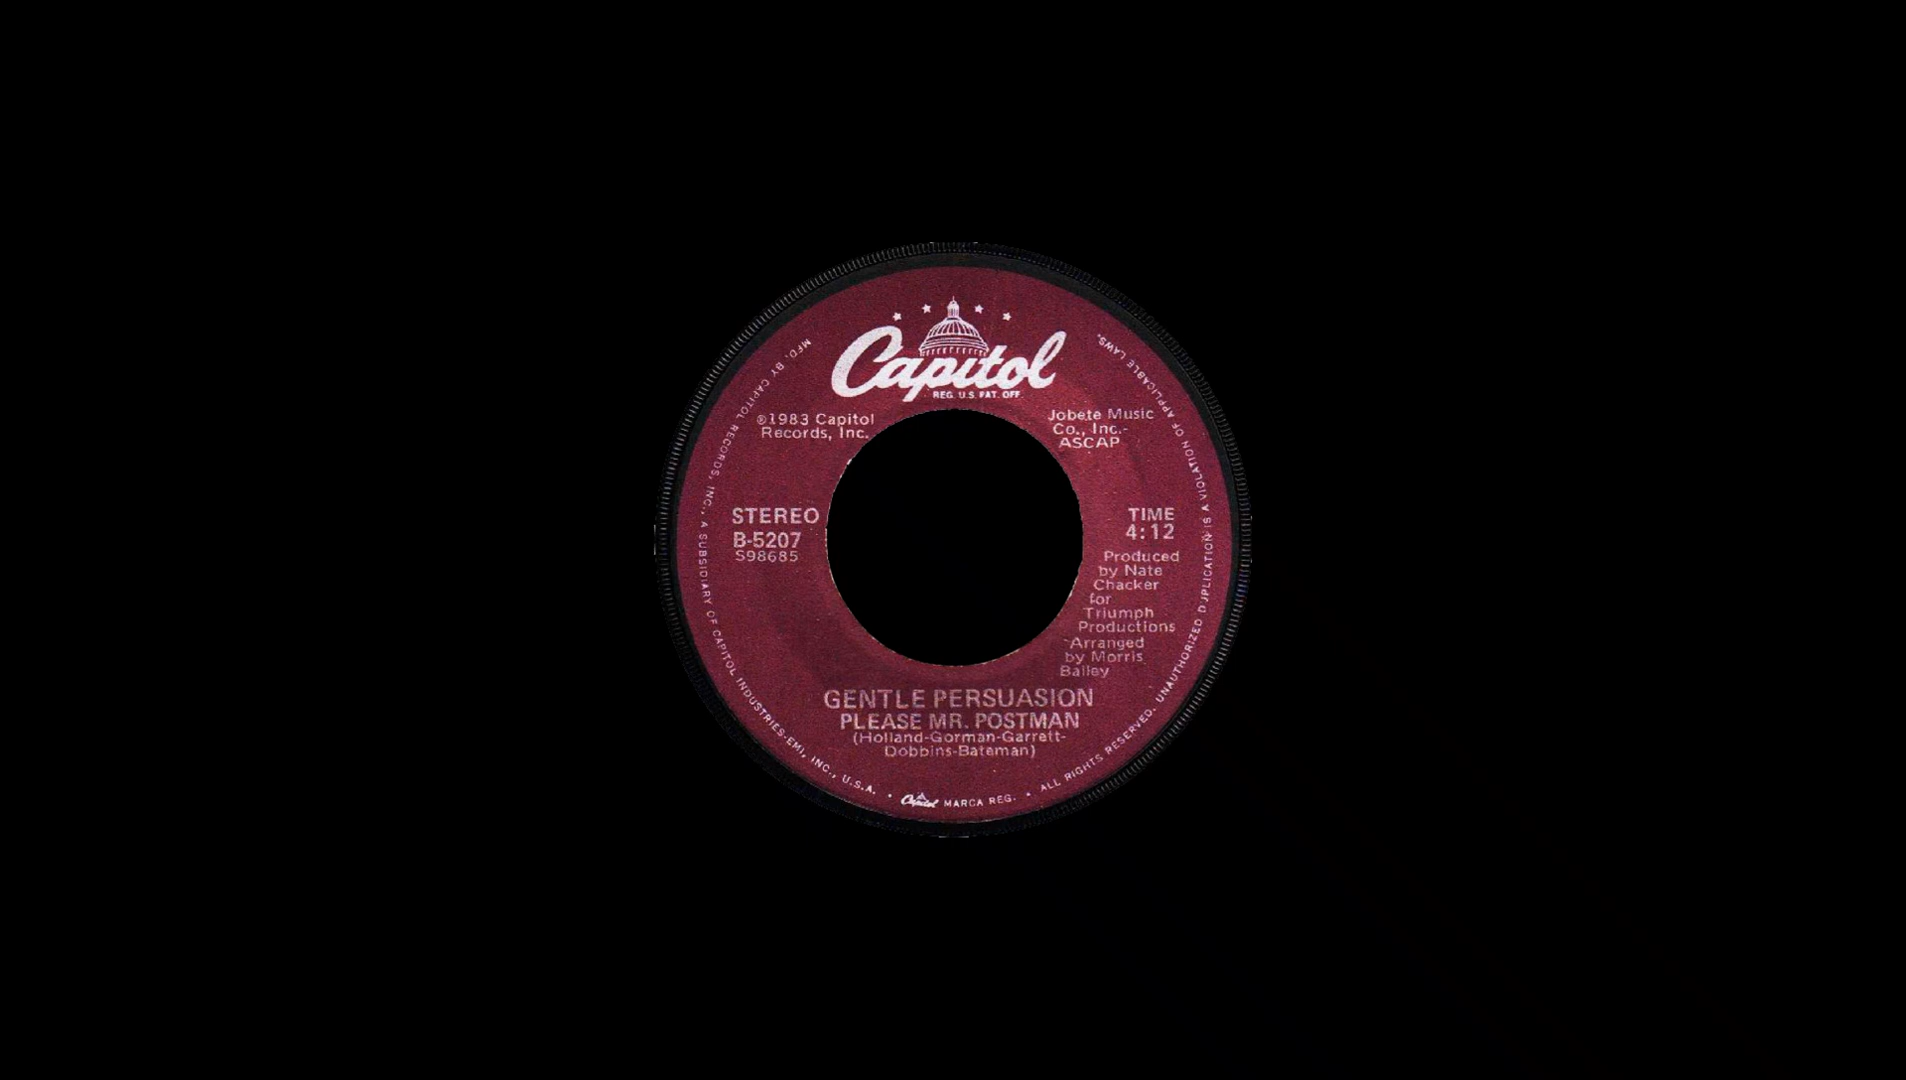 Capitol
REG. U.S. PAT. OFF.
℗1983 Capitol
Records, Inc.
Jobete Music
Co., Inc.-
ASCAP
STEREO
B-5207
S98685
TIME
4:12
Produced
by Nate
Chacker
for
Triumph
Productions
Arranged
by Morris
Bailey
GENTLE PERSUASION
PLEASE MR. POSTMAN
(Holland-Gorman-Garrett-
Dobbins-Bateman)
MFD. BY CAPITOL RECORDS, INC., A SUBSIDIARY OF CAPITOL INDUSTRIES-EMI, INC., U.S.A. • Capitol MARCA REG. • ALL RIGHTS RESERVED. UNAUTHORIZED DUPLICATION IS A VIOLATION OF APPLICABLE LAWS.